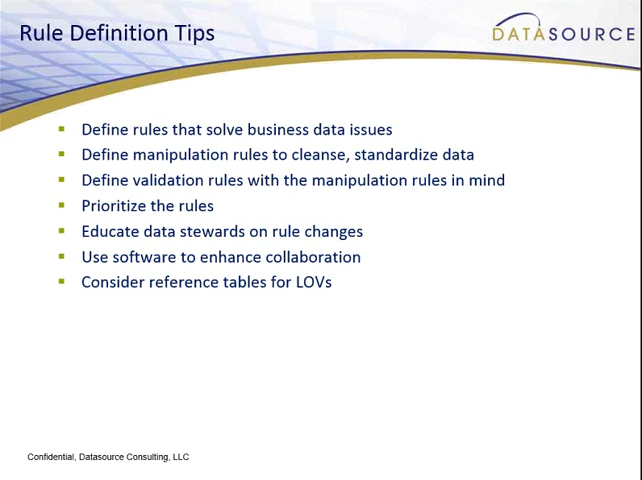 Rule Definition Tips
DATASOURCE
Define rules that solve business data issues
Define manipulation rules to cleanse, standardize data
Define validation rules with the manipulation rules in mind
Prioritize the rules
Educate data stewards on rule changes
Use software to enhance collaboration
Consider reference tables for LOVs
Confidential, Datasource Consulting, LLC